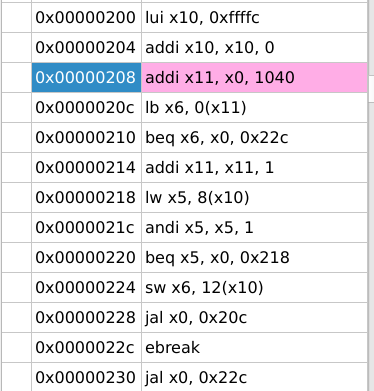 0x00000200 lui x10, 0xffffc
0x00000204 addi x10, x10, 0
0x00000208 addi x11, x0, 1040
0x0000020c lb x6, 0(x11)
0x00000210 beq x6, x0, 0x22c
0x00000214 addi x11, x11, 1
0x00000218 lw x5, 8(x10)
0x0000021c andi x5, x5, 1
0x00000220 beq x5, x0, 0x218
0x00000224 sw x6, 12(x10)
0x00000228 jal x0, 0x20c
0x0000022c ebreak
0x00000230 jal x0, 0x22c